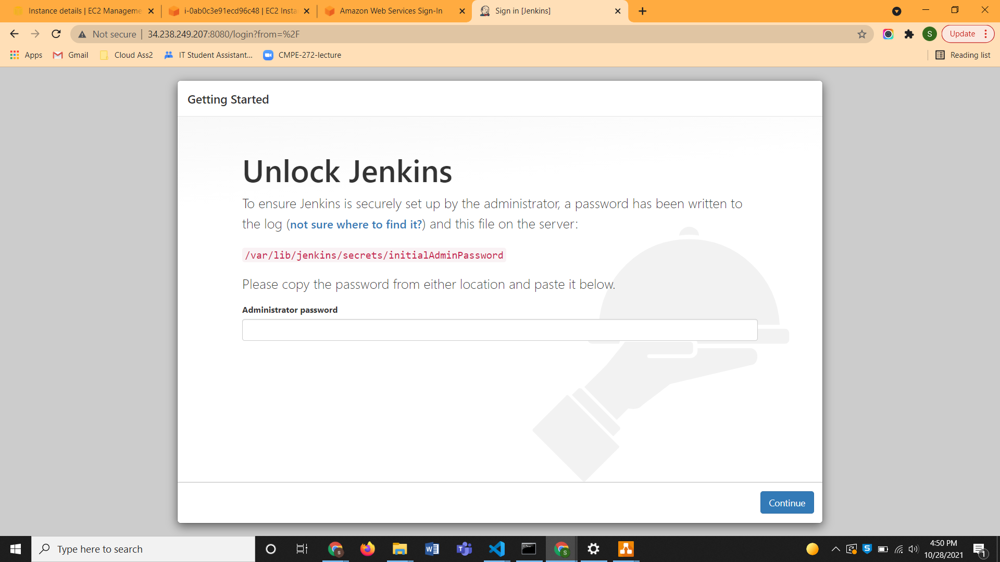 Instance details | EC2 Manageme
i-0ab0c3e91ecd96c48 | EC2 Insta
Amazon Web Services Sign-In
Sign in [Jenkins]
Not secure | 34.238.249.207:8080/login?from=%2F
S
Update
Apps
Gmail
Cloud Ass2
IT Student Assistant...
CMPE-272-lecture
Reading list
Getting Started
Unlock Jenkins
To ensure Jenkins is securely set up by the administrator, a password has been written to
the log (not sure where to find it?) and this file on the server:
/var/lib/jenkins/secrets/initialAdminPassword
Please copy the password from either location and paste it below.
Administrator password
Continue
Type here to search
4:50 PM
10/28/2021
1